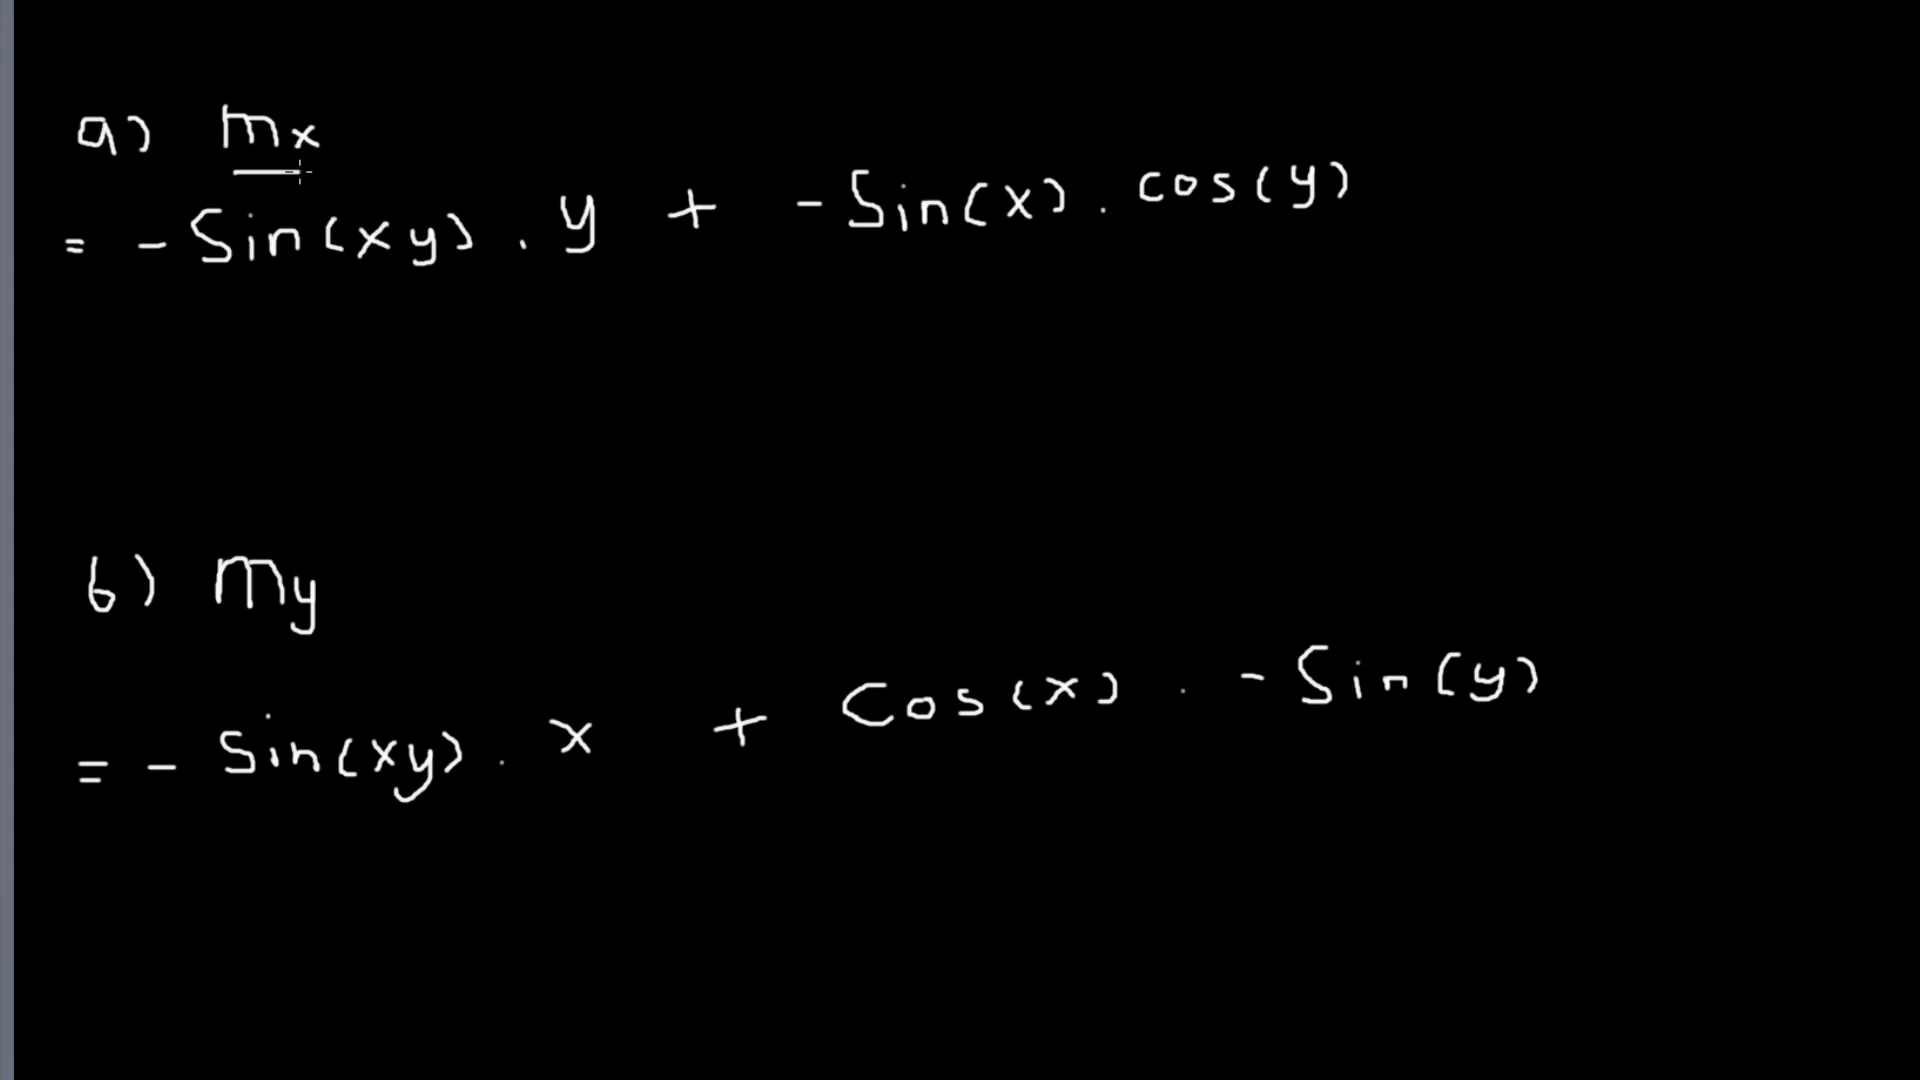 a) mx
= - Sin(xy) . y + - Sin(x) . cos(y)
b) My
= - Sin(xy) . x + Cos(x) . - Sin(y)